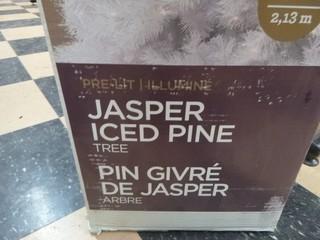 2,13 m
PRE-LIT | ILLUMINÉ
JASPER
ICED PINE
TREE
PIN GIVRÉ
DE JASPER
ARBRE